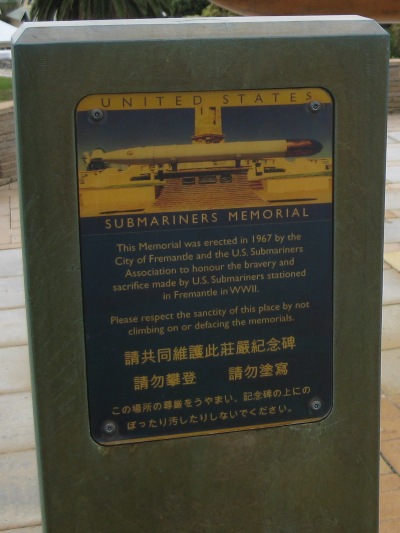 UNITED STATES
SUBMARINERS MEMORIAL
This Memorial was erected in 1967 by the
City of Fremantle and the U.S. Submariners
Association to honour the bravery and
sacrifice made by U.S. Submariners stationed
in Fremantle in WWII.
Please respect the sanctity of this place by not
climbing on or defacing the memorials.
請共同維護此莊嚴紀念碑
請勿攀登 請勿塗寫
この場所の尊厳をうやまい、記念碑の上にの
ぼったり汚したりしないでください。